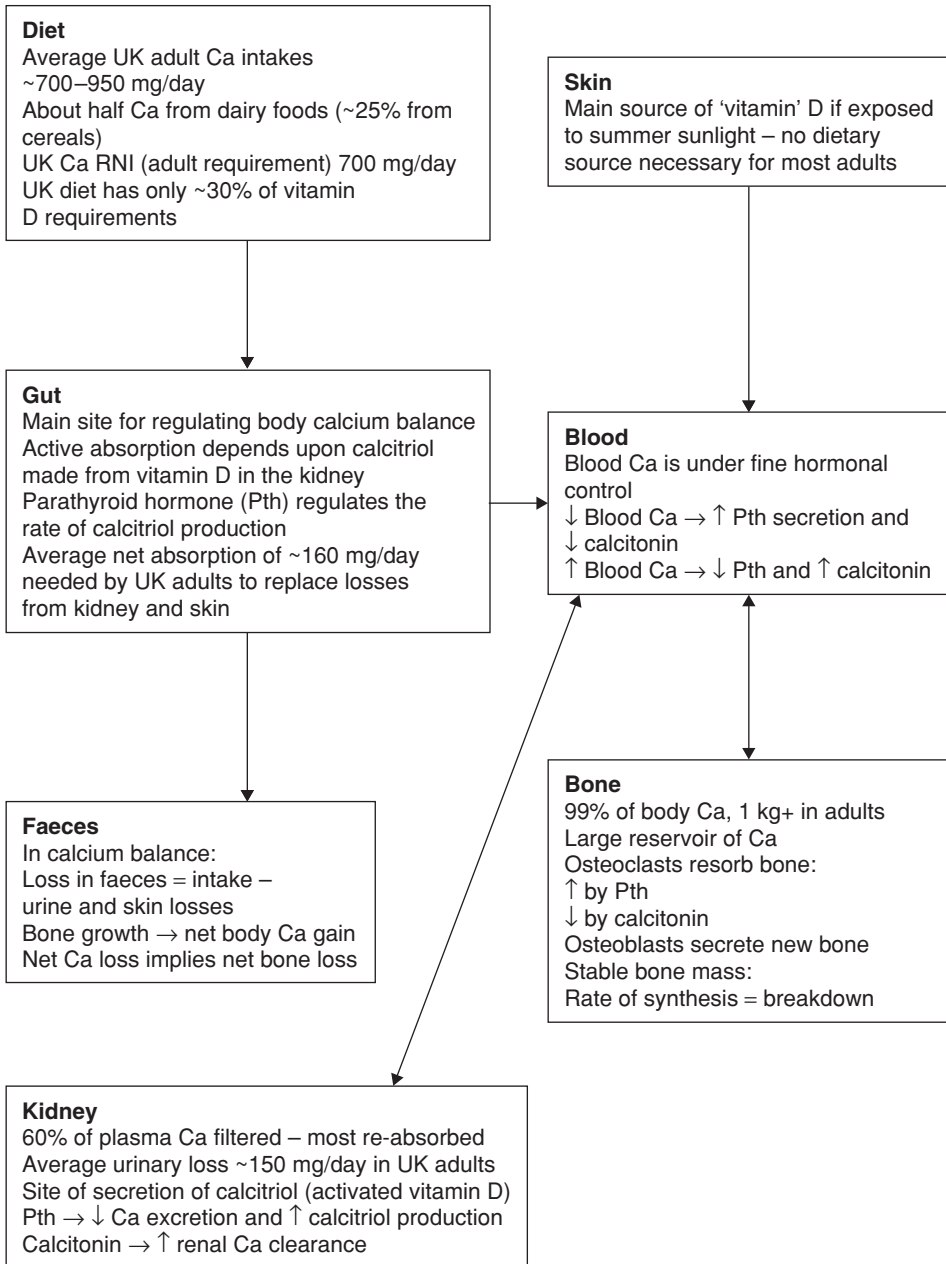 Diet
Average UK adult Ca intakes
~700–950 mg/day
About half Ca from dairy foods (~25% from
cereals)
UK Ca RNI (adult requirement) 700 mg/day
UK diet has only ~30% of vitamin
D requirements
Skin
Main source of ‘vitamin’ D if exposed
to summer sunlight – no dietary
source necessary for most adults
Gut
Main site for regulating body calcium balance
Active absorption depends upon calcitriol
made from vitamin D in the kidney
Parathyroid hormone (Pth) regulates the
rate of calcitriol production
Average net absorption of ~160 mg/day
needed by UK adults to replace losses
from kidney and skin
Blood
Blood Ca is under fine hormonal
control
↓ Blood Ca → ↑ Pth secretion and
↓ calcitonin
↑ Blood Ca → ↓ Pth and ↑ calcitonin
Faeces
In calcium balance:
Loss in faeces = intake –
urine and skin losses
Bone growth → net body Ca gain
Net Ca loss implies net bone loss
Bone
99% of body Ca, 1 kg+ in adults
Large reservoir of Ca
Osteoclasts resorb bone:
↑ by Pth
↓ by calcitonin
Osteoblasts secrete new bone
Stable bone mass:
Rate of synthesis = breakdown
Kidney
60% of plasma Ca filtered – most re-absorbed
Average urinary loss ~150 mg/day in UK adults
Site of secretion of calcitriol (activated vitamin D)
Pth → ↓ Ca excretion and ↑ calcitriol production
Calcitonin → ↑ renal Ca clearance